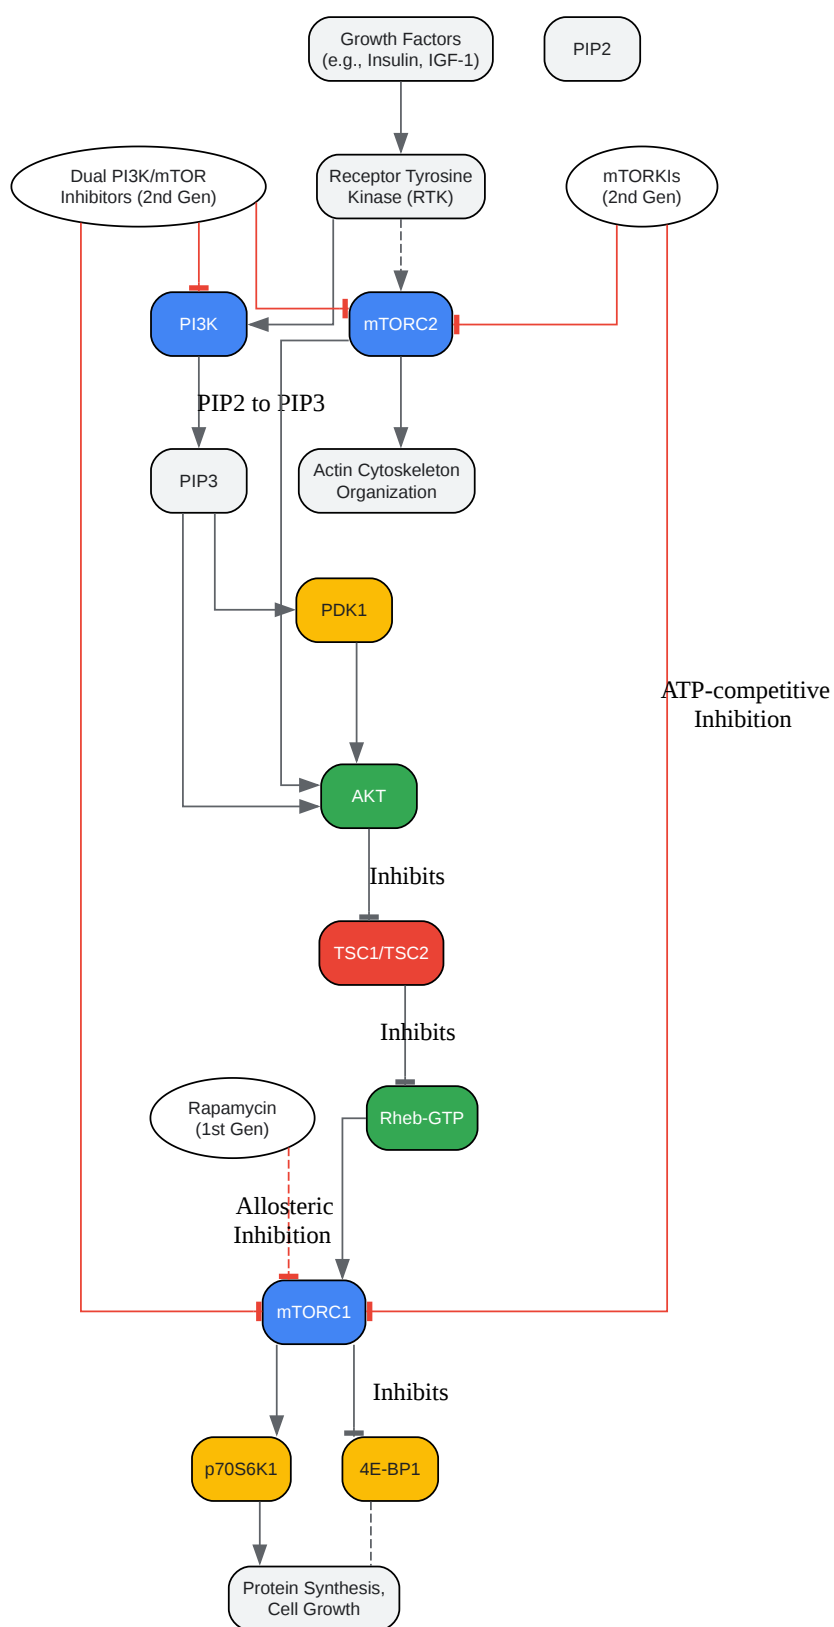 Growth Factors
(e.g., Insulin, IGF-1)
PIP2
Dual PI3K/mTOR
Inhibitors (2nd Gen)
Receptor Tyrosine
Kinase (RTK)
mTORKIs
(2nd Gen)
PI3K
mTORC2
PIP2 to PIP3
PIP3
Actin Cytoskeleton
Organization
PDK1
ATP-competitive
Inhibition
AKT
Inhibits
TSC1/TSC2
Inhibits
Rapamycin
(1st Gen)
Rheb-GTP
Allosteric
Inhibition
mTORC1
Inhibits
p70S6K1
4E-BP1
Protein Synthesis,
Cell Growth